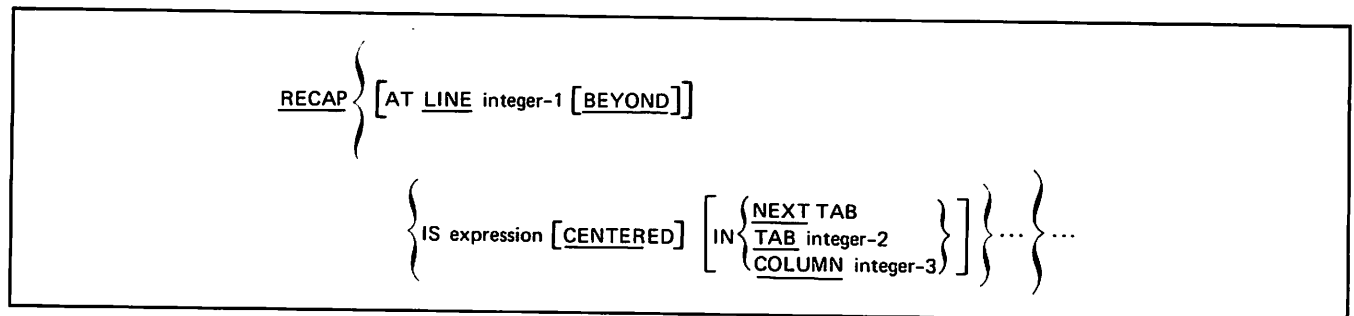 RECAP { [AT LINE integer-1 [BEYOND]]
{ IS expression [CENTERED] [ IN { NEXT TAB
TAB integer-2
COLUMN integer-3 } ] } ... } ...